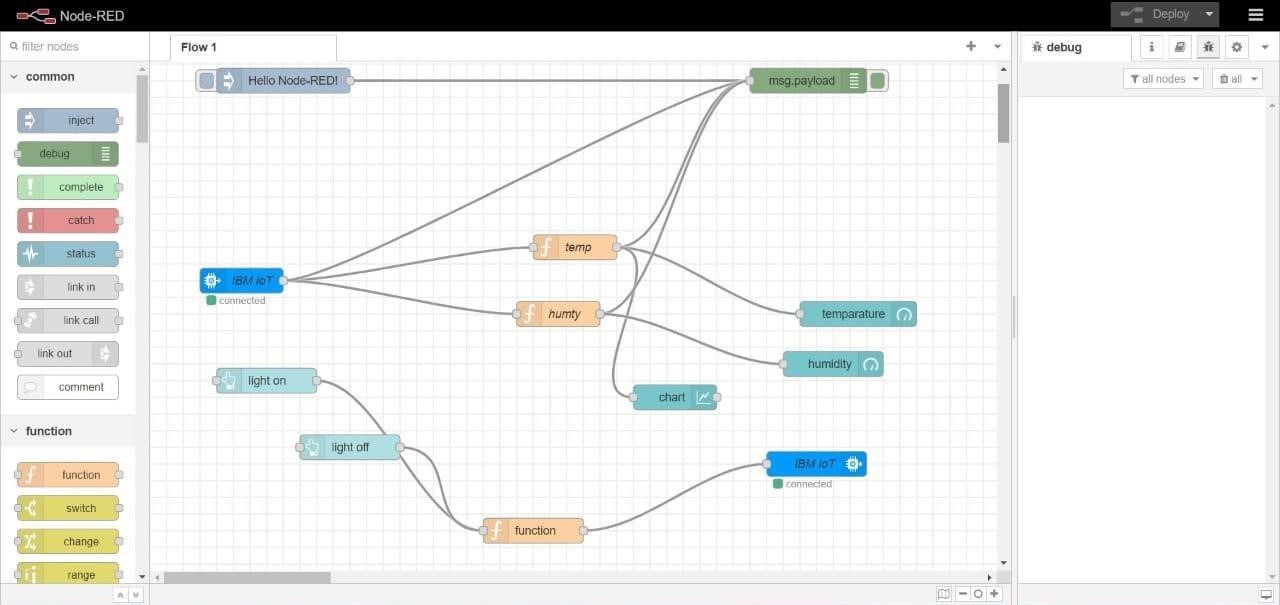 Node-RED
Deploy
filter nodes
common
inject
debug
complete
catch
status
link in
link call
link out
comment
function
function
switch
change
range
Flow 1
Hello Node-RED!
msg.payload
temp
IBM IoT
connected
humty
temparature
humidity
light on
chart
light off
IBM IoT
connected
function
debug
all nodes
all